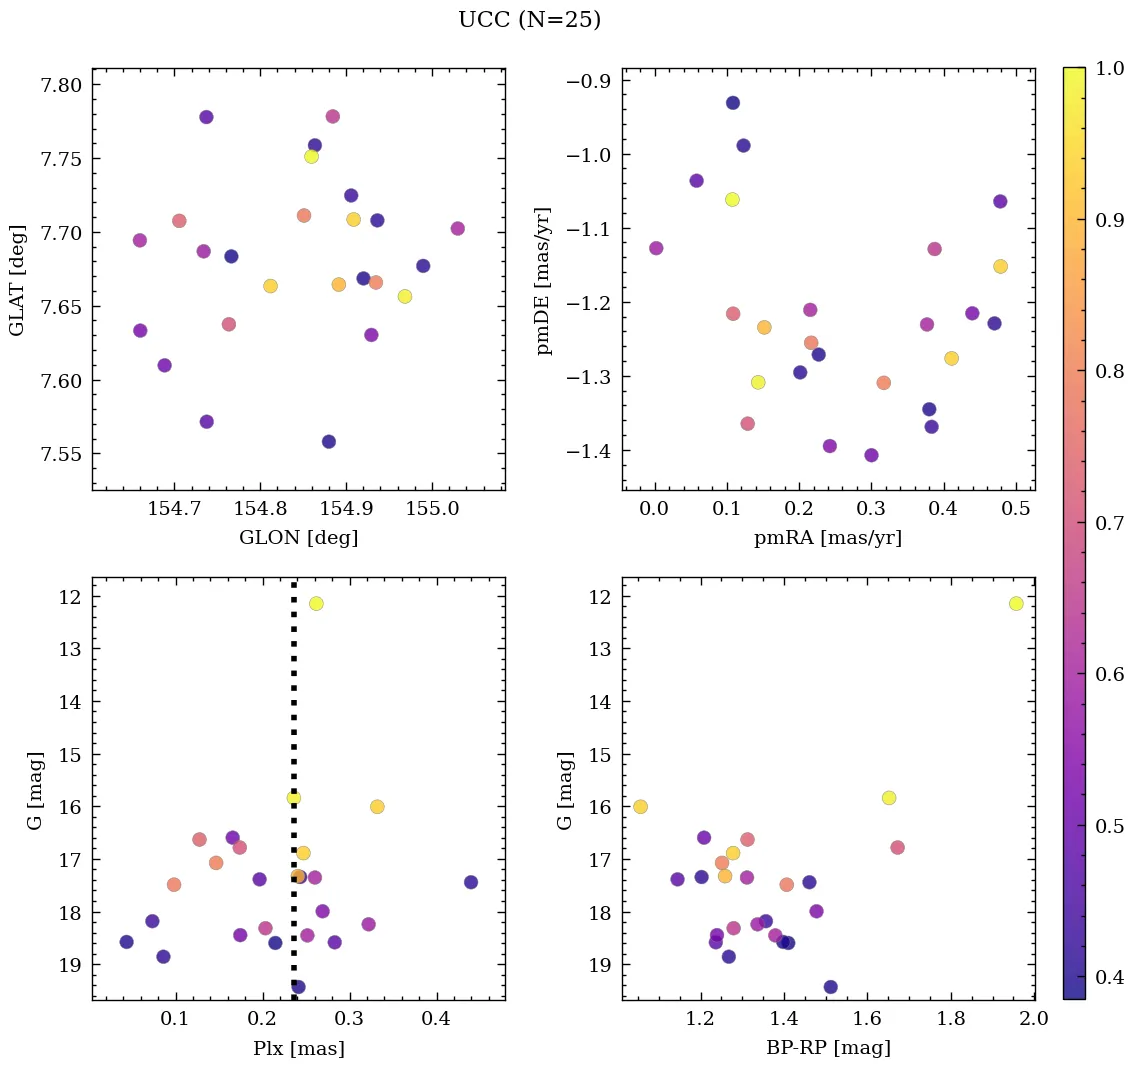 UCC (N=25)
7.80
7.75
7.70
7.65
7.60
7.55
GLAT [deg]
154.7 154.8 154.9 155.0
GLON [deg]
−0.9
−1.0
−1.1
−1.2
−1.3
−1.4
pmDE [mas/yr]
0.0 0.1 0.2 0.3 0.4 0.5
pmRA [mas/yr]
12
13
14
15
16
17
18
19
G [mag]
0.1 0.2 0.3 0.4
Plx [mas]
12
13
14
15
16
17
18
19
G [mag]
1.2 1.4 1.6 1.8 2.0
BP-RP [mag]
1.0
0.9
0.8
0.7
0.6
0.5
0.4